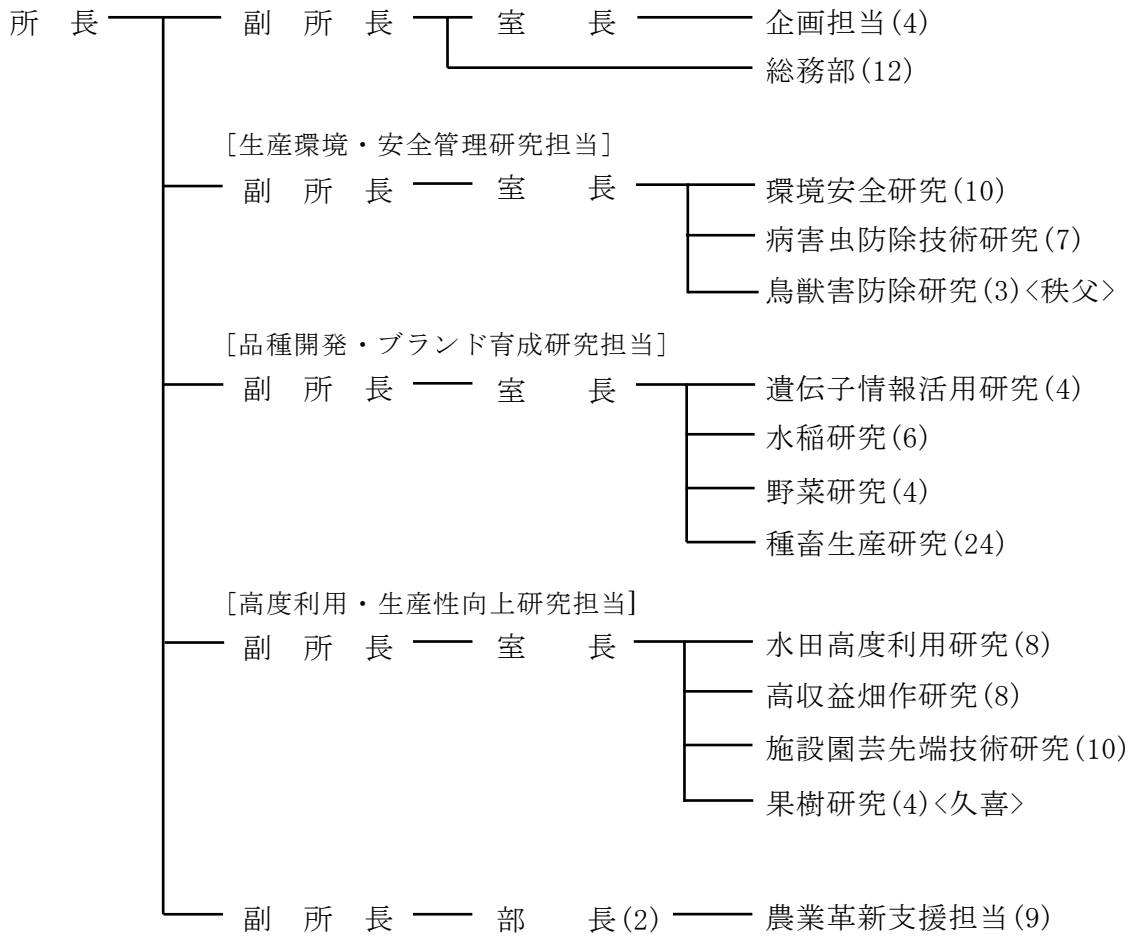 所長 副所長 室長 企画担当(4)
総務部(12)
[生産環境・安全管理研究担当]
副所長 室長 環境安全研究(10)
病害虫防除技術研究(7)
鳥獣害防除研究(3)<秩父>
[品種開発・ブランド育成研究担当]
副所長 室長 遺伝子情報活用研究(4)
水稲研究(6)
野菜研究(4)
種畜生産研究(24)
[高度利用・生産性向上研究担当]
副所長 室長 水田高度利用研究(8)
高収益畑作研究(8)
施設園芸先端技術研究(10)
果樹研究(4)<久喜>
副所長 部長(2) 農業革新支援担当(9)